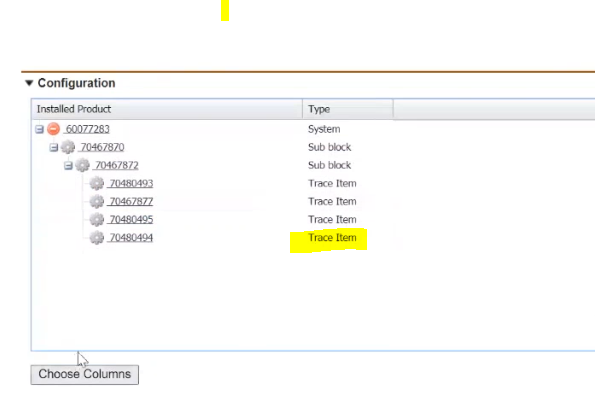 Configuration
Installed Product Type
60077283 System
70467870 Sub block
70467872 Sub block
70480493 Trace Item
70467877 Trace Item
70480495 Trace Item
70480494 Trace Item
Choose Columns